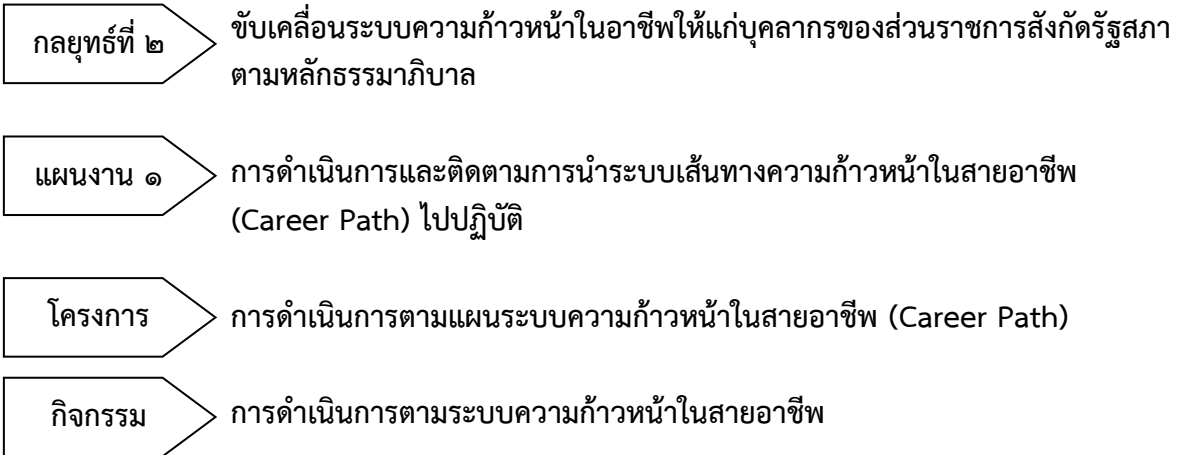 กลยุทธ์ที่ ๒ ขับเคลื่อนระบบความก้าวหน้าในอาชีพให้แก่บุคลากรของส่วนราชการสังกัดรัฐสภา
ตามหลักธรรมาภิบาล
แผนงาน ๑ การดำเนินการและติดตามการนำระบบเส้นทางความก้าวหน้าในสายอาชีพ
(Career Path) ไปปฏิบัติ
โครงการ การดำเนินการตามแผนระบบความก้าวหน้าในสายอาชีพ (Career Path)
กิจกรรม การดำเนินการตามระบบความก้าวหน้าในสายอาชีพ